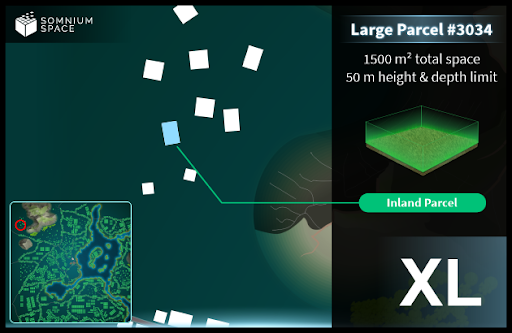 SOMNIUM
SPACE
Large Parcel #3034
1500 m² total space
50 m height & depth limit
Inland Parcel
XL